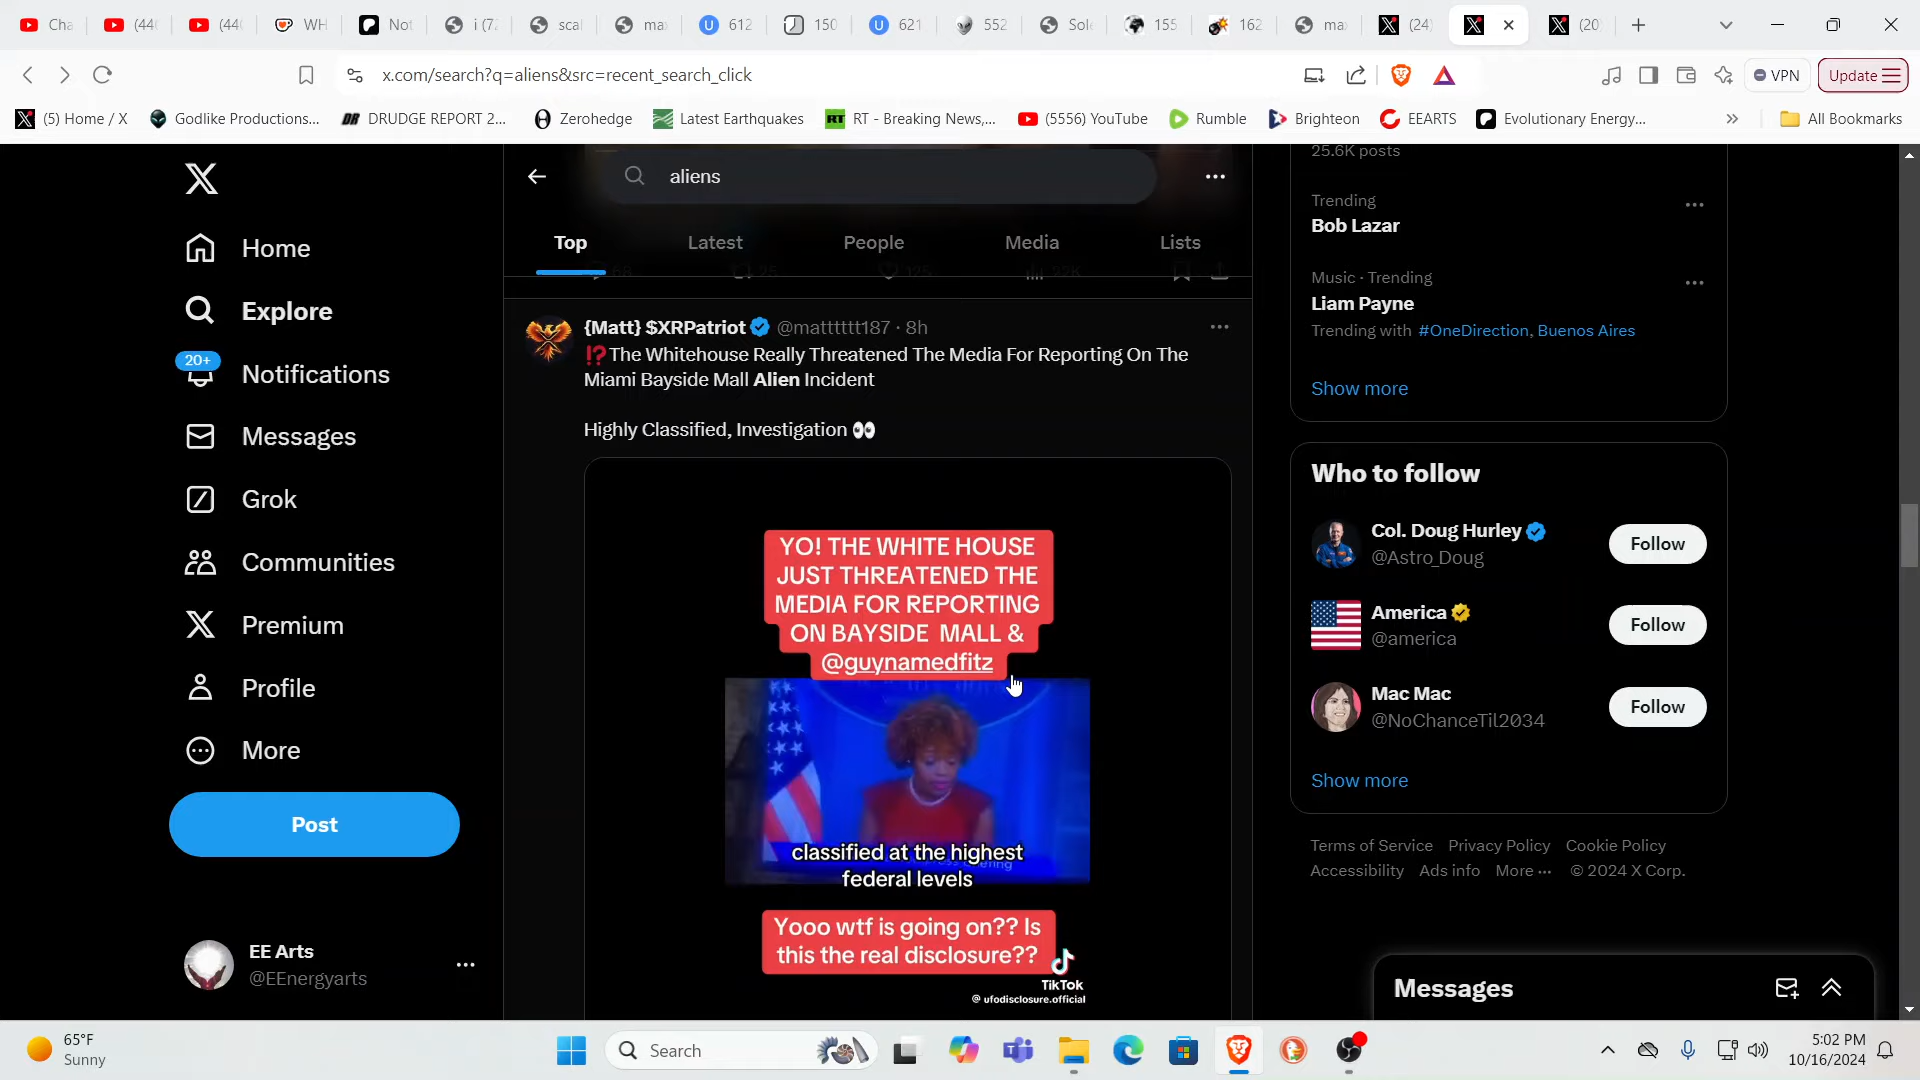 Cha
(44
(44
WH
Not
i (7
scal
ma
612
150
621
552
Sol
155
162
ma
(24)
(20
x.com/search?q=aliens&src=recent_search_click
VPN
Update
(5) Home / X
Godlike Productions...
DRUDGE REPORT 2...
Zerohedge
Latest Earthquakes
RT - Breaking News,...
(5556) YouTube
Rumble
Brighteon
EEARTS
Evolutionary Energy...
»
All Bookmarks
Home
Explore
20+
Notifications
Messages
Grok
Communities
Premium
Profile
More
Post
EE Arts
@EEnergyarts
aliens
Top
Latest
People
Media
Lists
{Matt} $XRPatriot @matttttt187 · 8h
⁉️The Whitehouse Really Threatened The Media For Reporting On The
Miami Bayside Mall Alien Incident
Highly Classified, Investigation 👀
YO! THE WHITE HOUSE
JUST THREATENED THE
MEDIA FOR REPORTING
ON BAYSIDE MALL &
@guynamedfitz
classified at the highest
federal levels
Yooo wtf is going on?? Is
this the real disclosure??
TikTok
@ ufodisclosure.official
25.6K posts
Trending
Bob Lazar
Music · Trending
Liam Payne
Trending with #OneDirection, Buenos Aires
Show more
Who to follow
Col. Doug Hurley
@Astro_Doug
Follow
America
@america
Follow
Mac Mac
@NoChanceTil2034
Follow
Show more
Terms of Service Privacy Policy Cookie Policy
Accessibility Ads info More ··· © 2024 X Corp.
Messages
65°F
Sunny
Search
5:02 PM
10/16/2024